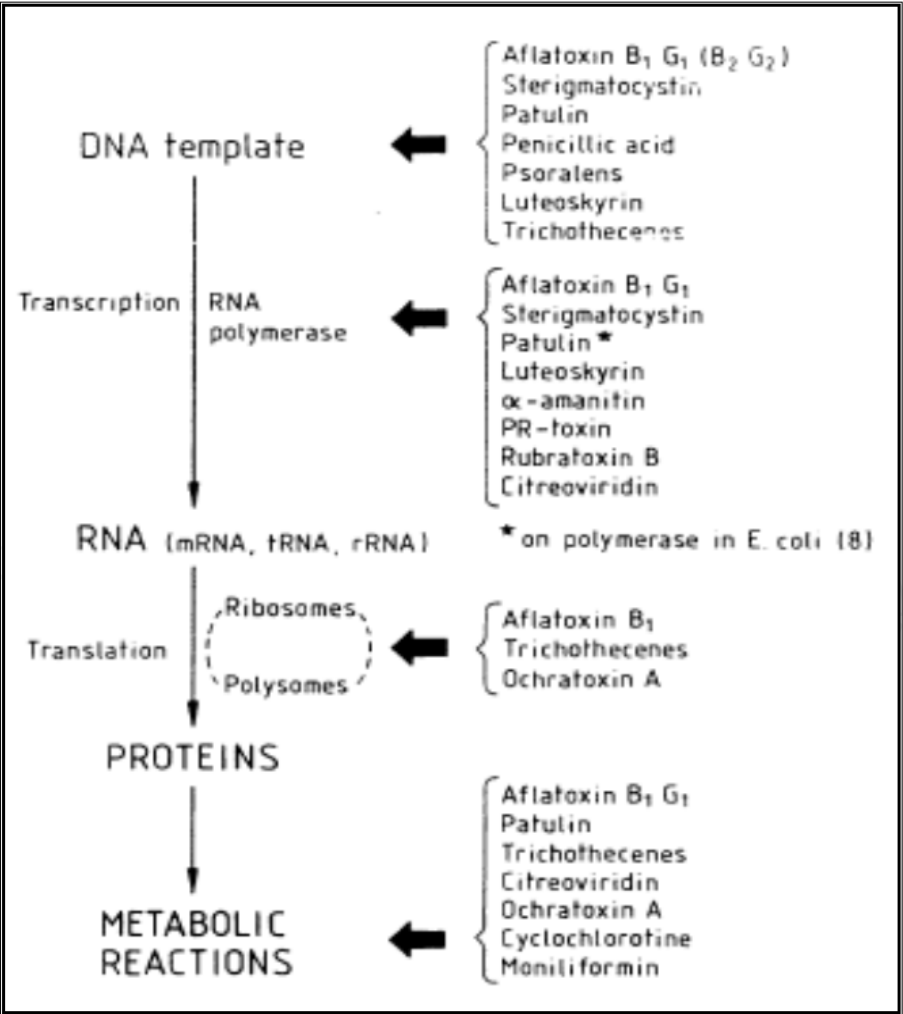 Aflatoxin B₁ G₁ (B₂ G₂)
Sterigmatocystin
Patulin
DNA template
Penicillic acid
Psoralens
Luteoskyrin
Trichothecenes
Aflatoxin B₁ G₁
Transcription
RNA
polymerase
Sterigmatocystin
Patulin★
Luteoskyrin
α-amanitin
PR-toxin
Rubratoxin B
Citreoviridin
RNA (mRNA, tRNA, rRNA)
★ on polymerase in E. coli (8)
Translation
Ribosomes
Polysomes
Aflatoxin B₁
Trichothecenes
Ochratoxin A
PROTEINS
Aflatoxin B₁ G₁
Patulin
Trichothecenes
Citreoviridin
Ochratoxin A
Cyclochlorotine
Moniliformin
METABOLIC
REACTIONS